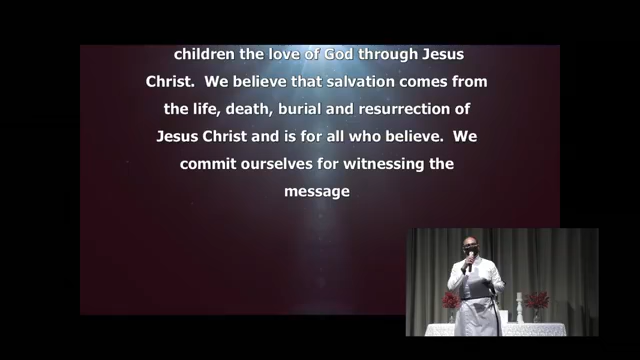 children the love of God through Jesus
Christ.  We believe that salvation comes from
the life, death, burial and resurrection of
Jesus Christ and is for all who believe.  We
commit ourselves for witnessing the
message